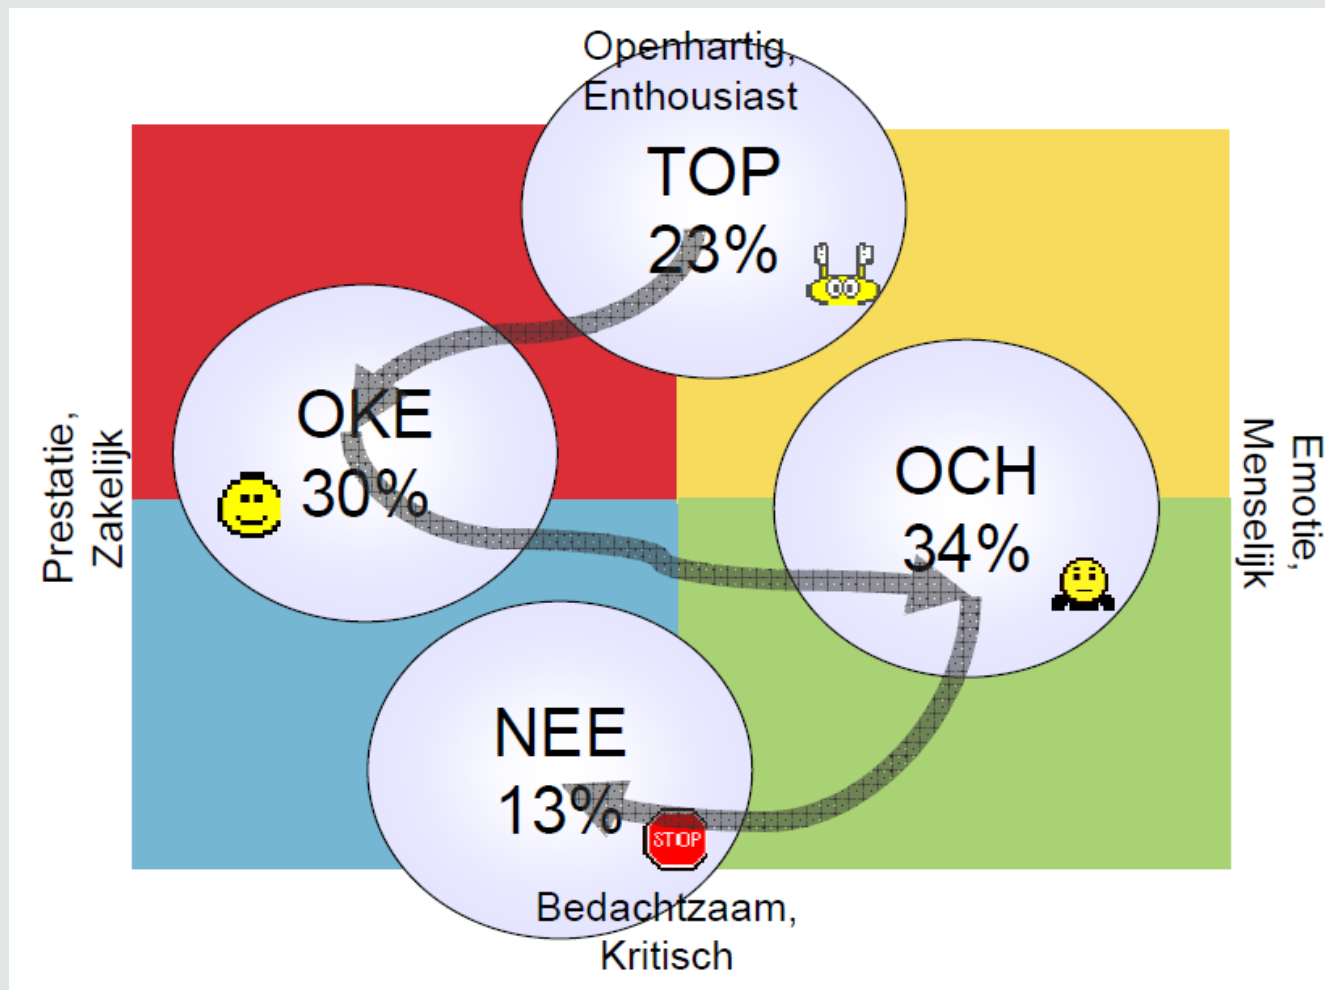 Openhartig,
Enthousiast
TOP
23%
OKE
30%
Prestatie,
Zakelijk
OCH
34%
Emotie,
Menselijk
NEE
13%
STOP
Bedachtzaam,
Kritisch